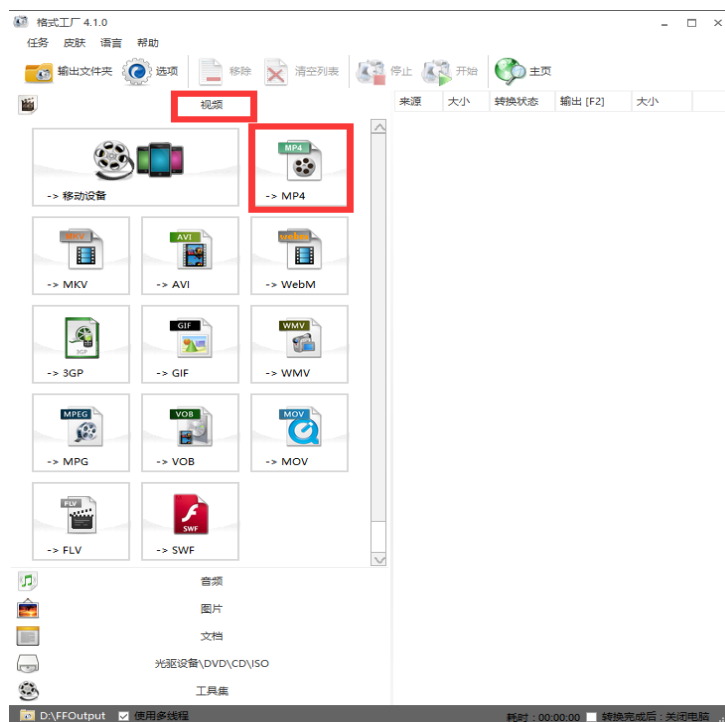 格式工厂 4.1.0
任务 皮肤 语言 帮助
输出文件夹 选项 移除 清空列表 停止 开始 主页
视频 来源 大小 转换状态 输出 [F2] 大小
MP4
-> 移动设备 -> MP4
MKV AVI webm
-> MKV -> AVI -> WebM
3GP GIF WMV
-> 3GP -> GIF -> WMV
MPEG VOB MOV
-> MPG -> VOB -> MOV
FLV SWF
-> FLV -> SWF
音频
图片
文档
光驱设备\DVD\CD\ISO
工具集
D:\FFOutput 使用多线程 耗时 : 00:00:00 转换完成后 : 关闭电脑